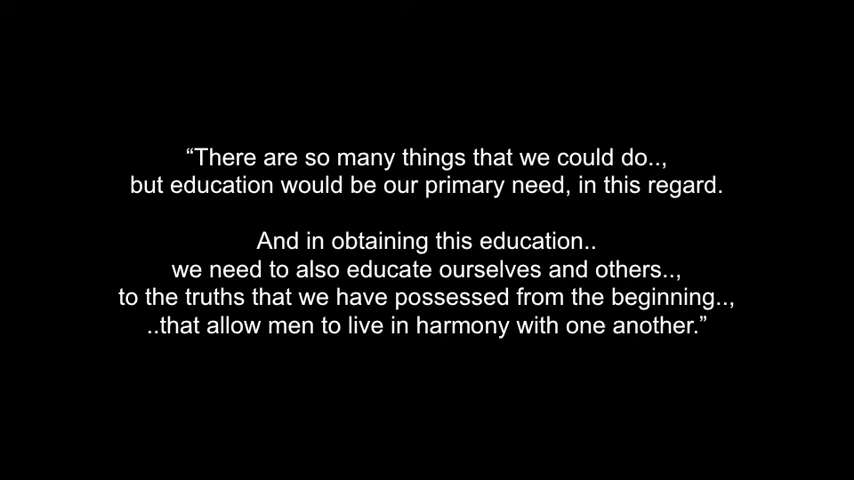 “There are so many things that we could do..,
but education would be our primary need, in this regard.
And in obtaining this education..
we need to also educate ourselves and others..,
to the truths that we have possessed from the beginning..,
..that allow men to live in harmony with one another.”